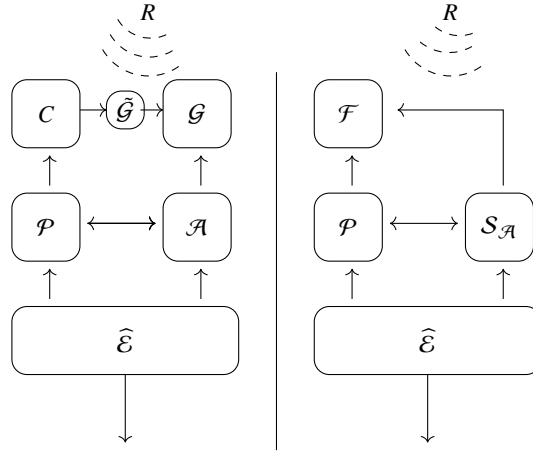 R R
C 𝒢̃ 𝒢 ℱ
𝒫 𝒜 𝒫 𝒮_𝒜
ℰ̂ ℰ̂